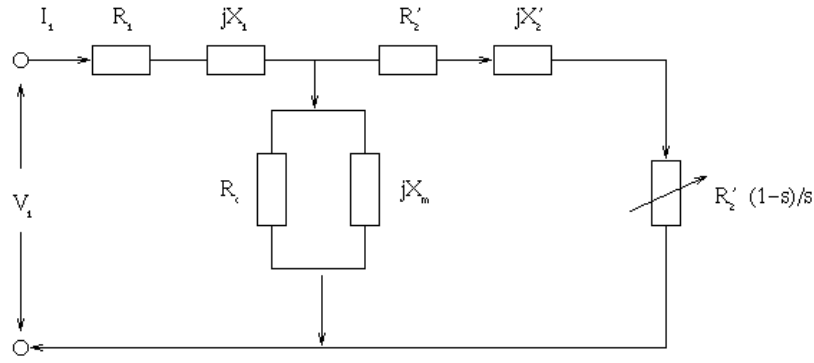 I₁ R₁ jX₁ R₂′ jX₂′
V₁ R꜀ jXₘ R₂′ (1-s)/s